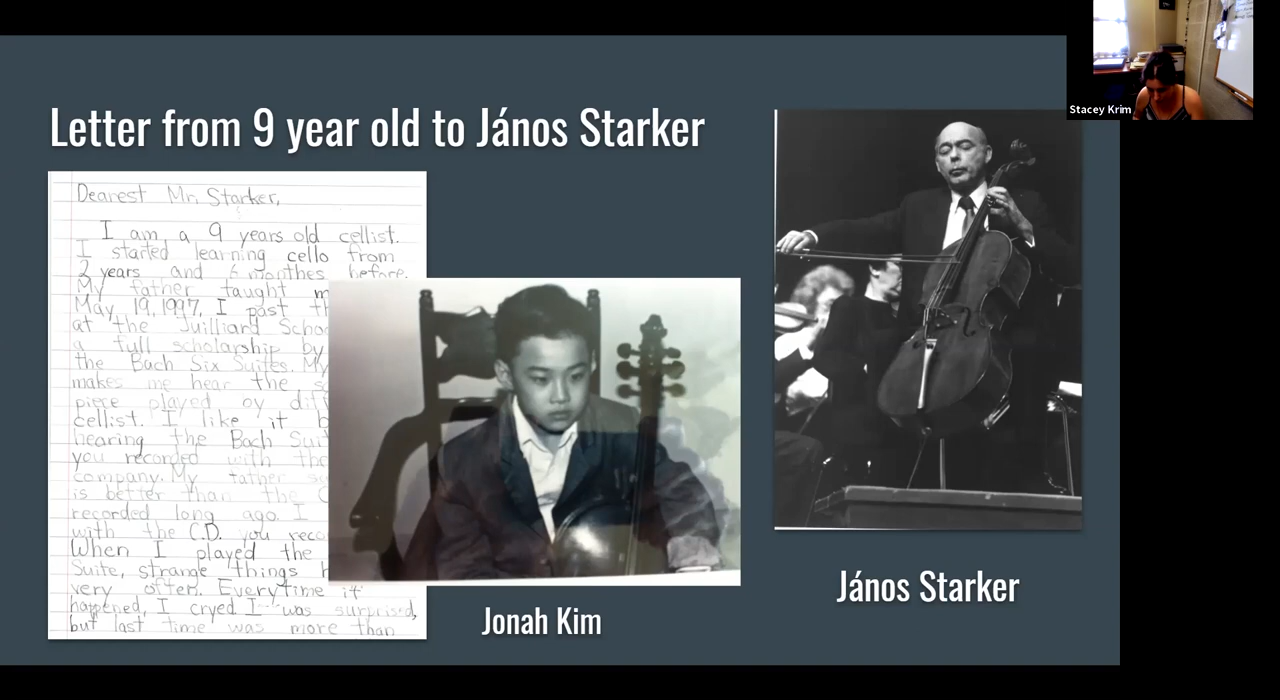 Stacey Krim
Letter from 9 year old to János Starker
Dearest Mr. Starker,
I am a 9 years old cellist.
I started learning cello from
2 years and 6 monthes before.
My father taught
May 19, 1997, I past
at the Juilliard
a full scholarship by
the Bach Six Suites. My
makes me hear the
piece played by
cellist. I like it
hearing the Bach
you recorded with the
company. My father
is better than the
recorded long ago. I
with the C.D. you
When I played the
Suite, strange things
very often. Everytime it
happened, I cryed I was surprised,
but last time was more than
Jonah Kim
János Starker